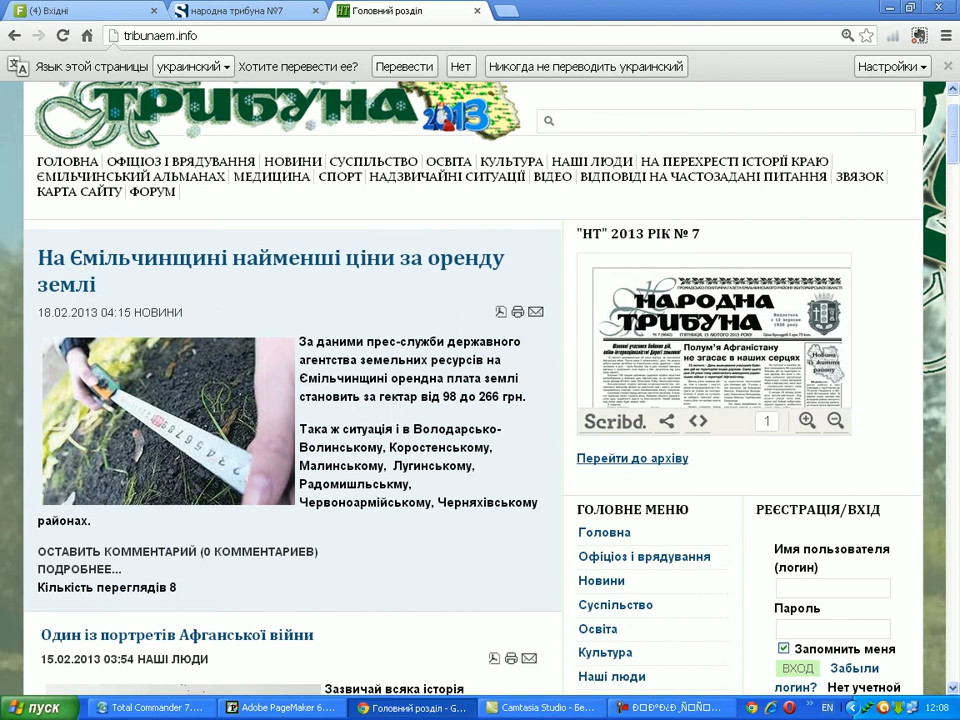 (4) Вхідні
народна трибуна №7
Головний розділ
tribunaem.info
Язык этой страницы украинский Хотите перевести ее? Перевести Нет Никогда не переводить украинский Настройки
ТРИБУНА 2013
ГОЛОВНА ОФІЦІОЗ І ВРЯДУВАННЯ НОВИНИ СУСПІЛЬСТВО ОСВІТА КУЛЬТУРА НАШІ ЛЮДИ НА ПЕРЕХРЕСТІ ІСТОРІЇ КРАЮ
ЄМІЛЬЧИНСЬКИЙ АЛЬМАНАХ МЕДИЦИНА СПОРТ НАДЗВИЧАЙНІ СИТУАЦІЇ ВІДЕО ВІДПОВІДІ НА ЧАСТОЗАДАНІ ПИТАННЯ ЗВЯЗОК
КАРТА САЙТУ ФОРУМ
На Ємільчинщині найменші ціни за оренду
землі
18.02.2013 04:15 НОВИНИ
За даними прес-служби державного
агентства земельних ресурсів на
Ємільчинщині орендна плата землі
становить за гектар від 98 до 266 грн.
Така ж ситуація і в Володарсько-
Волинському, Коростенському,
Малинському, Лугинському,
Радомишльському,
Червоноармійському, Черняхівському
районах.
ОСТАВИТЬ КОММЕНТАРИЙ (0 КОММЕНТАРИЕВ)
ПОДРОБНЕЕ...
Кількість переглядів 8
Один із портретів Афганської війни
15.02.2013 03:54 НАШІ ЛЮДИ
Зазвичай всяка історія
"НТ" 2013 РІК № 7
НАРОДНА
ТРИБУНА
Полум'я Афганістану
не згасає в наших серцях
Scribd. 1
Перейти до архіву
ГОЛОВНЕ МЕНЮ
Головна
Офіціоз і врядування
Новини
Суспільство
Освіта
Культура
Наші люди
РЕЄСТРАЦІЯ/ВХІД
Имя пользователя
(логин)
Пароль
Запомнить меня
ВХОД Забыли
логин? Нет учетной
пуск Total Commander 7.... Adobe PageMaker 6.... Головний розділ - G... Camtasia Studio - Бе... EN 12:08